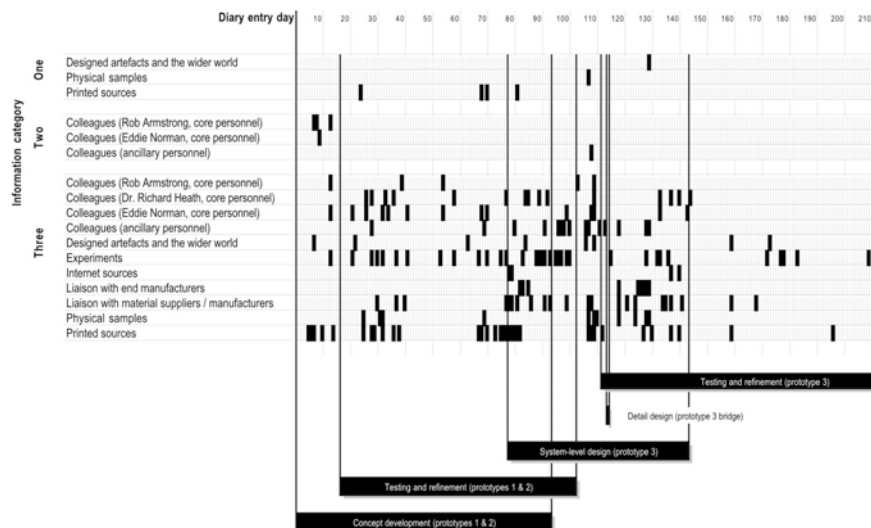 Diary entry day 10 20 30 40 50 60 70 80 90 100 110 120 130 140 150 160 170 180 190 200 210
Information category
One
Designed artefacts and the wider world
Physical samples
Printed sources
Two
Colleagues (Rob Armstrong, core personnel)
Colleagues (Eddie Norman, core personnel)
Colleagues (ancillary personnel)
Three
Colleagues (Rob Armstrong, core personnel)
Colleagues (Dr. Richard Heath, core personnel)
Colleagues (Eddie Norman, core personnel)
Colleagues (ancillary personnel)
Designed artefacts and the wider world
Experiments
Internet sources
Liaison with end manufacturers
Liaison with material suppliers / manufacturers
Physical samples
Printed sources
Testing and refinement (prototype 3)
Detail design (prototype 3 bridge)
System-level design (prototype 3)
Testing and refinement (prototypes 1 & 2)
Concept development (prototypes 1 & 2)